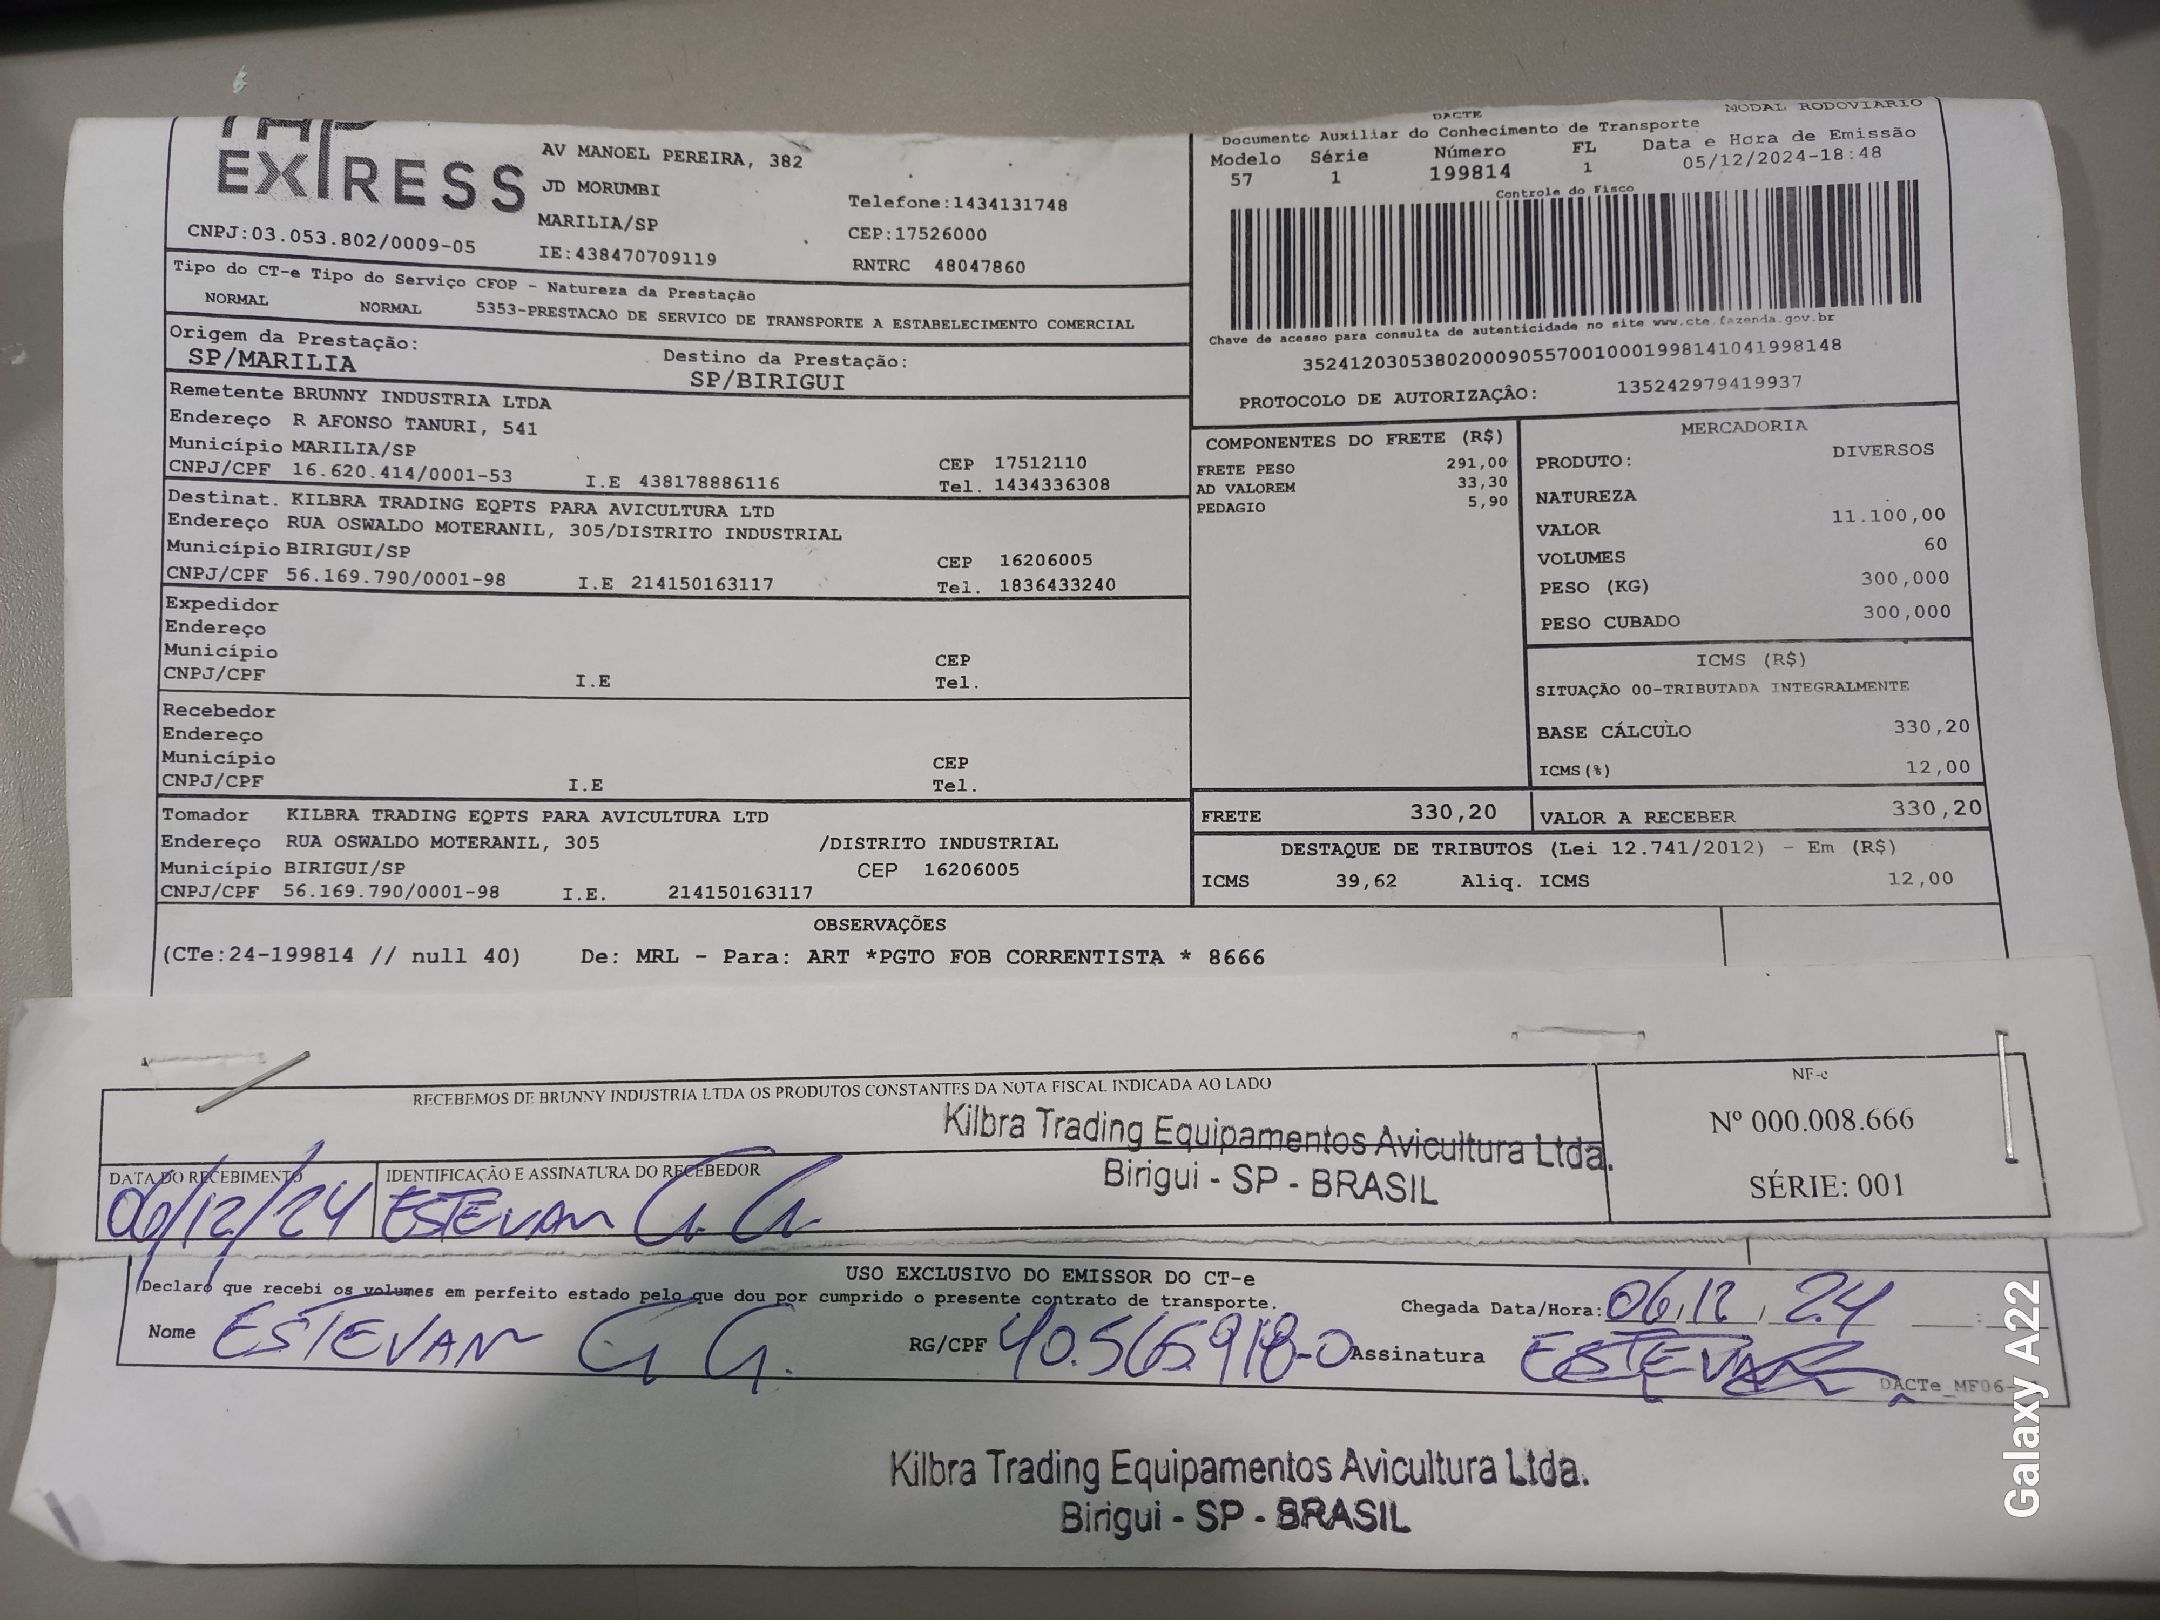 EXPRESS
CNPJ:03.053.802/0009-05
AV MANOEL PEREIRA, 382
JD MORUMBI
MARILIA/SP
IE:438470709119
Telefone:1434131748
CEP:17526000
RNTRC 48047860
DACTE
MODAL RODOVIARIO
Documento Auxiliar do Conhecimento de Transporte
Modelo Série Número FL Data e Hora de Emissão
57 1 199814 1 05/12/2024-18:48
Controle do Fisco
Chave de acesso para consulta de autenticidade no site www.cte.fazenda.gov.br
35241203053802000905570010001998141041998148
PROTOCOLO DE AUTORIZAÇÂO: 135242979419937
Tipo do CT-e Tipo do Serviço CFOP - Natureza da Prestação
NORMAL NORMAL 5353-PRESTACAO DE SERVICO DE TRANSPORTE A ESTABELECIMENTO COMERCIAL
Origem da Prestação: Destino da Prestação:
SP/MARILIA SP/BIRIGUI
Remetente BRUNNY INDUSTRIA LTDA
Endereço R AFONSO TANURI, 541
Município MARILIA/SP CEP 17512110
CNPJ/CPF 16.620.414/0001-53 I.E 438178886116 Tel. 1434336308
Destinat. KILBRA TRADING EQPTS PARA AVICULTURA LTD
Endereço RUA OSWALDO MOTERANIL, 305/DISTRITO INDUSTRIAL
Município BIRIGUI/SP CEP 16206005
CNPJ/CPF 56.169.790/0001-98 I.E 214150163117 Tel. 1836433240
Expedidor
Endereço
Município CEP
CNPJ/CPF I.E Tel.
Recebedor
Endereço
Município CEP
CNPJ/CPF I.E Tel.
Tomador KILBRA TRADING EQPTS PARA AVICULTURA LTD
Endereço RUA OSWALDO MOTERANIL, 305 /DISTRITO INDUSTRIAL
Município BIRIGUI/SP CEP 16206005
CNPJ/CPF 56.169.790/0001-98 I.E. 214150163117
COMPONENTES DO FRETE (R$)
FRETE PESO 291,00
AD VALOREM 33,30
PEDAGIO 5,90
MERCADORIA
PRODUTO: DIVERSOS
NATUREZA
VALOR 11.100,00
VOLUMES 60
PESO (KG) 300,000
PESO CUBADO 300,000
ICMS (R$)
SITUAÇÃO 00-TRIBUTADA INTEGRALMENTE
BASE CÁLCULO 330,20
ICMS(%) 12,00
FRETE 330,20 VALOR A RECEBER 330,20
DESTAQUE DE TRIBUTOS (Lei 12.741/2012) - Em (R$)
ICMS 39,62 Aliq. ICMS 12,00
OBSERVAÇÕES
(CTe:24-199814 // null 40) De: MRL - Para: ART *PGTO FOB CORRENTISTA * 8666
RECEBEMOS DE BRUNNY INDUSTRIA LTDA OS PRODUTOS CONSTANTES DA NOTA FISCAL INDICADA AO LADO
NF-e
Nº 000.008.666
SÉRIE: 001
Kilbra Trading Equipamentos Avicultura Ltda.
Birigui - SP - BRASIL
DATA DO RECEBIMENTO IDENTIFICAÇÃO E ASSINATURA DO RECEBEDOR
06/12/24 ESTEVAN G. G.
USO EXCLUSIVO DO EMISSOR DO CT-e
Declaro que recebi os volumes em perfeito estado pelo que dou por cumprido o presente contrato de transporte.
Chegada Data/Hora: 06/12/24
Nome ESTEVAN G G. RG/CPF 40.565.918-0 Assinatura ESTEVAN
Kilbra Trading Equipamentos Avicultura Ltda.
Birigui - SP - BRASIL
Galaxy A22